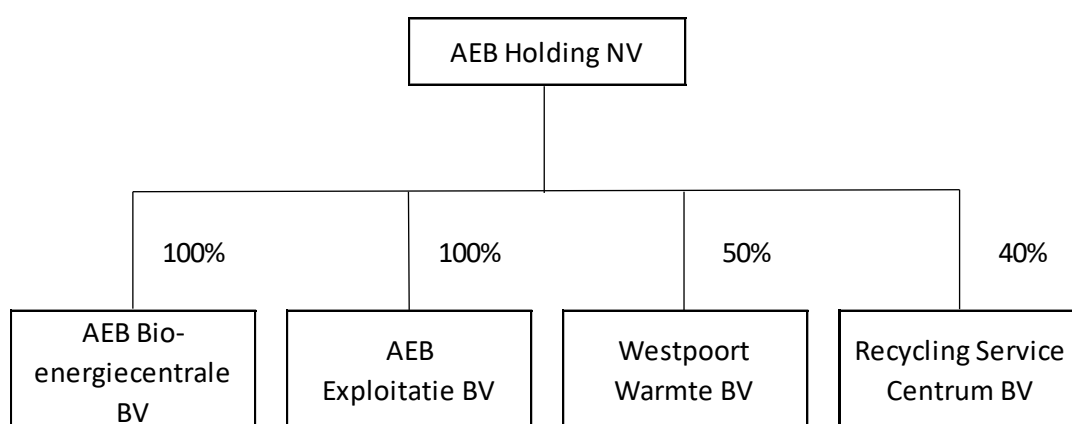 AEB Holding NV
100%
100%
50%
40%
AEB Bio-
energiecentrale
BV
AEB
Exploitatie BV
Westpoort
Warmte BV
Recycling Service
Centrum BV